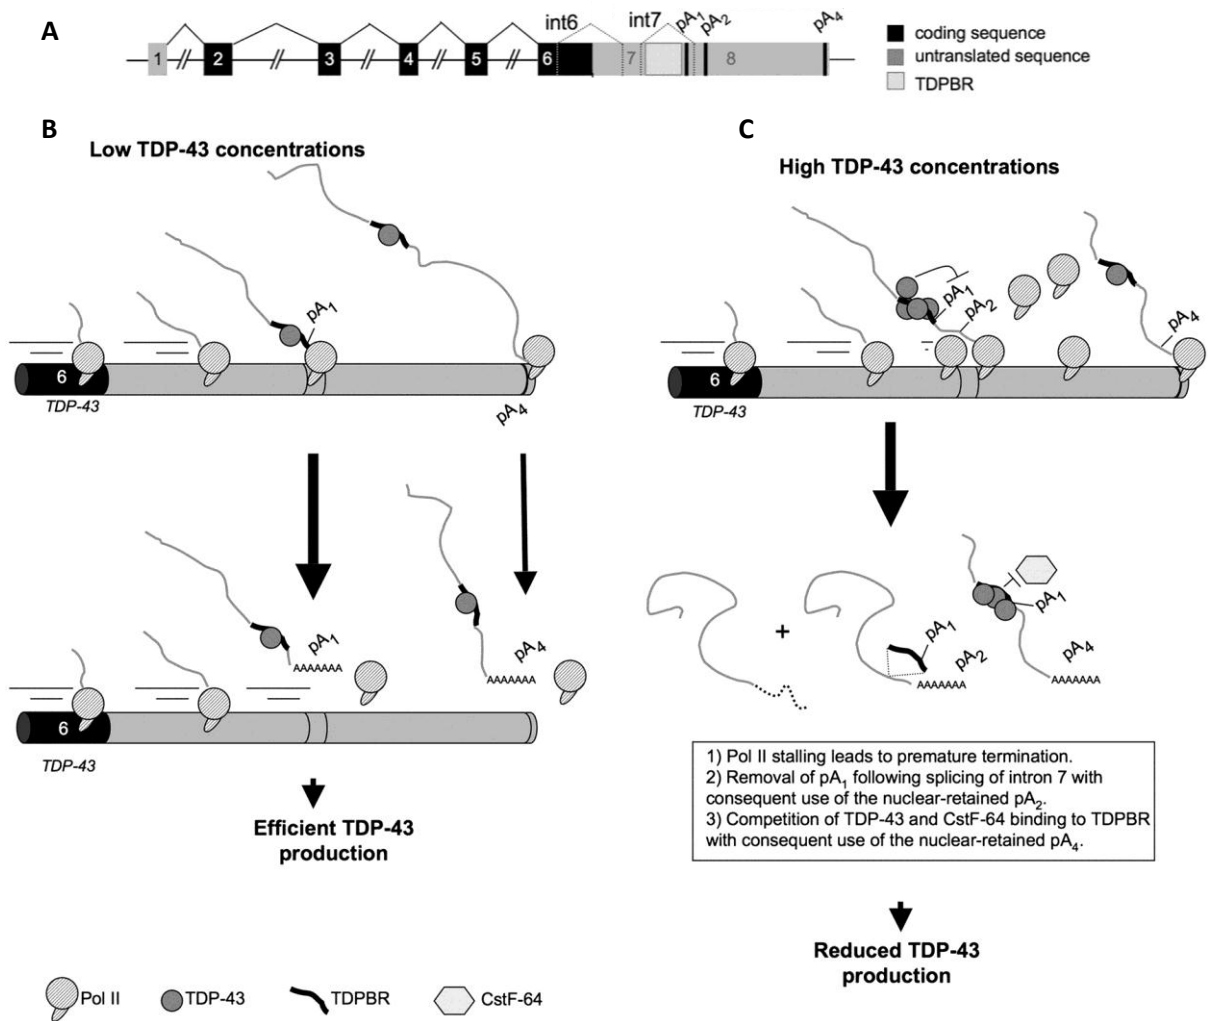 A
int6
int7
pA1
pA2
pA4
1
2
3
4
5
6
7
8
coding sequence
untranslated sequence
TDPBR
B
Low TDP-43 concentrations
pA1
6
TDP-43
pA4
pA1
AAAAAAA
pA4
AAAAAAA
6
TDP-43
Efficient TDP-43
production
C
High TDP-43 concentrations
pA1
pA2
pA4
6
TDP-43
+
pA1
pA2
AAAAAAA
pA1
pA4
AAAAAAA
1) Pol II stalling leads to premature termination.
2) Removal of pA1 following splicing of intron 7 with
consequent use of the nuclear-retained pA2.
3) Competition of TDP-43 and CstF-64 binding to TDPBR
with consequent use of the nuclear-retained pA4.
Reduced TDP-43
production
Pol II
TDP-43
TDPBR
CstF-64